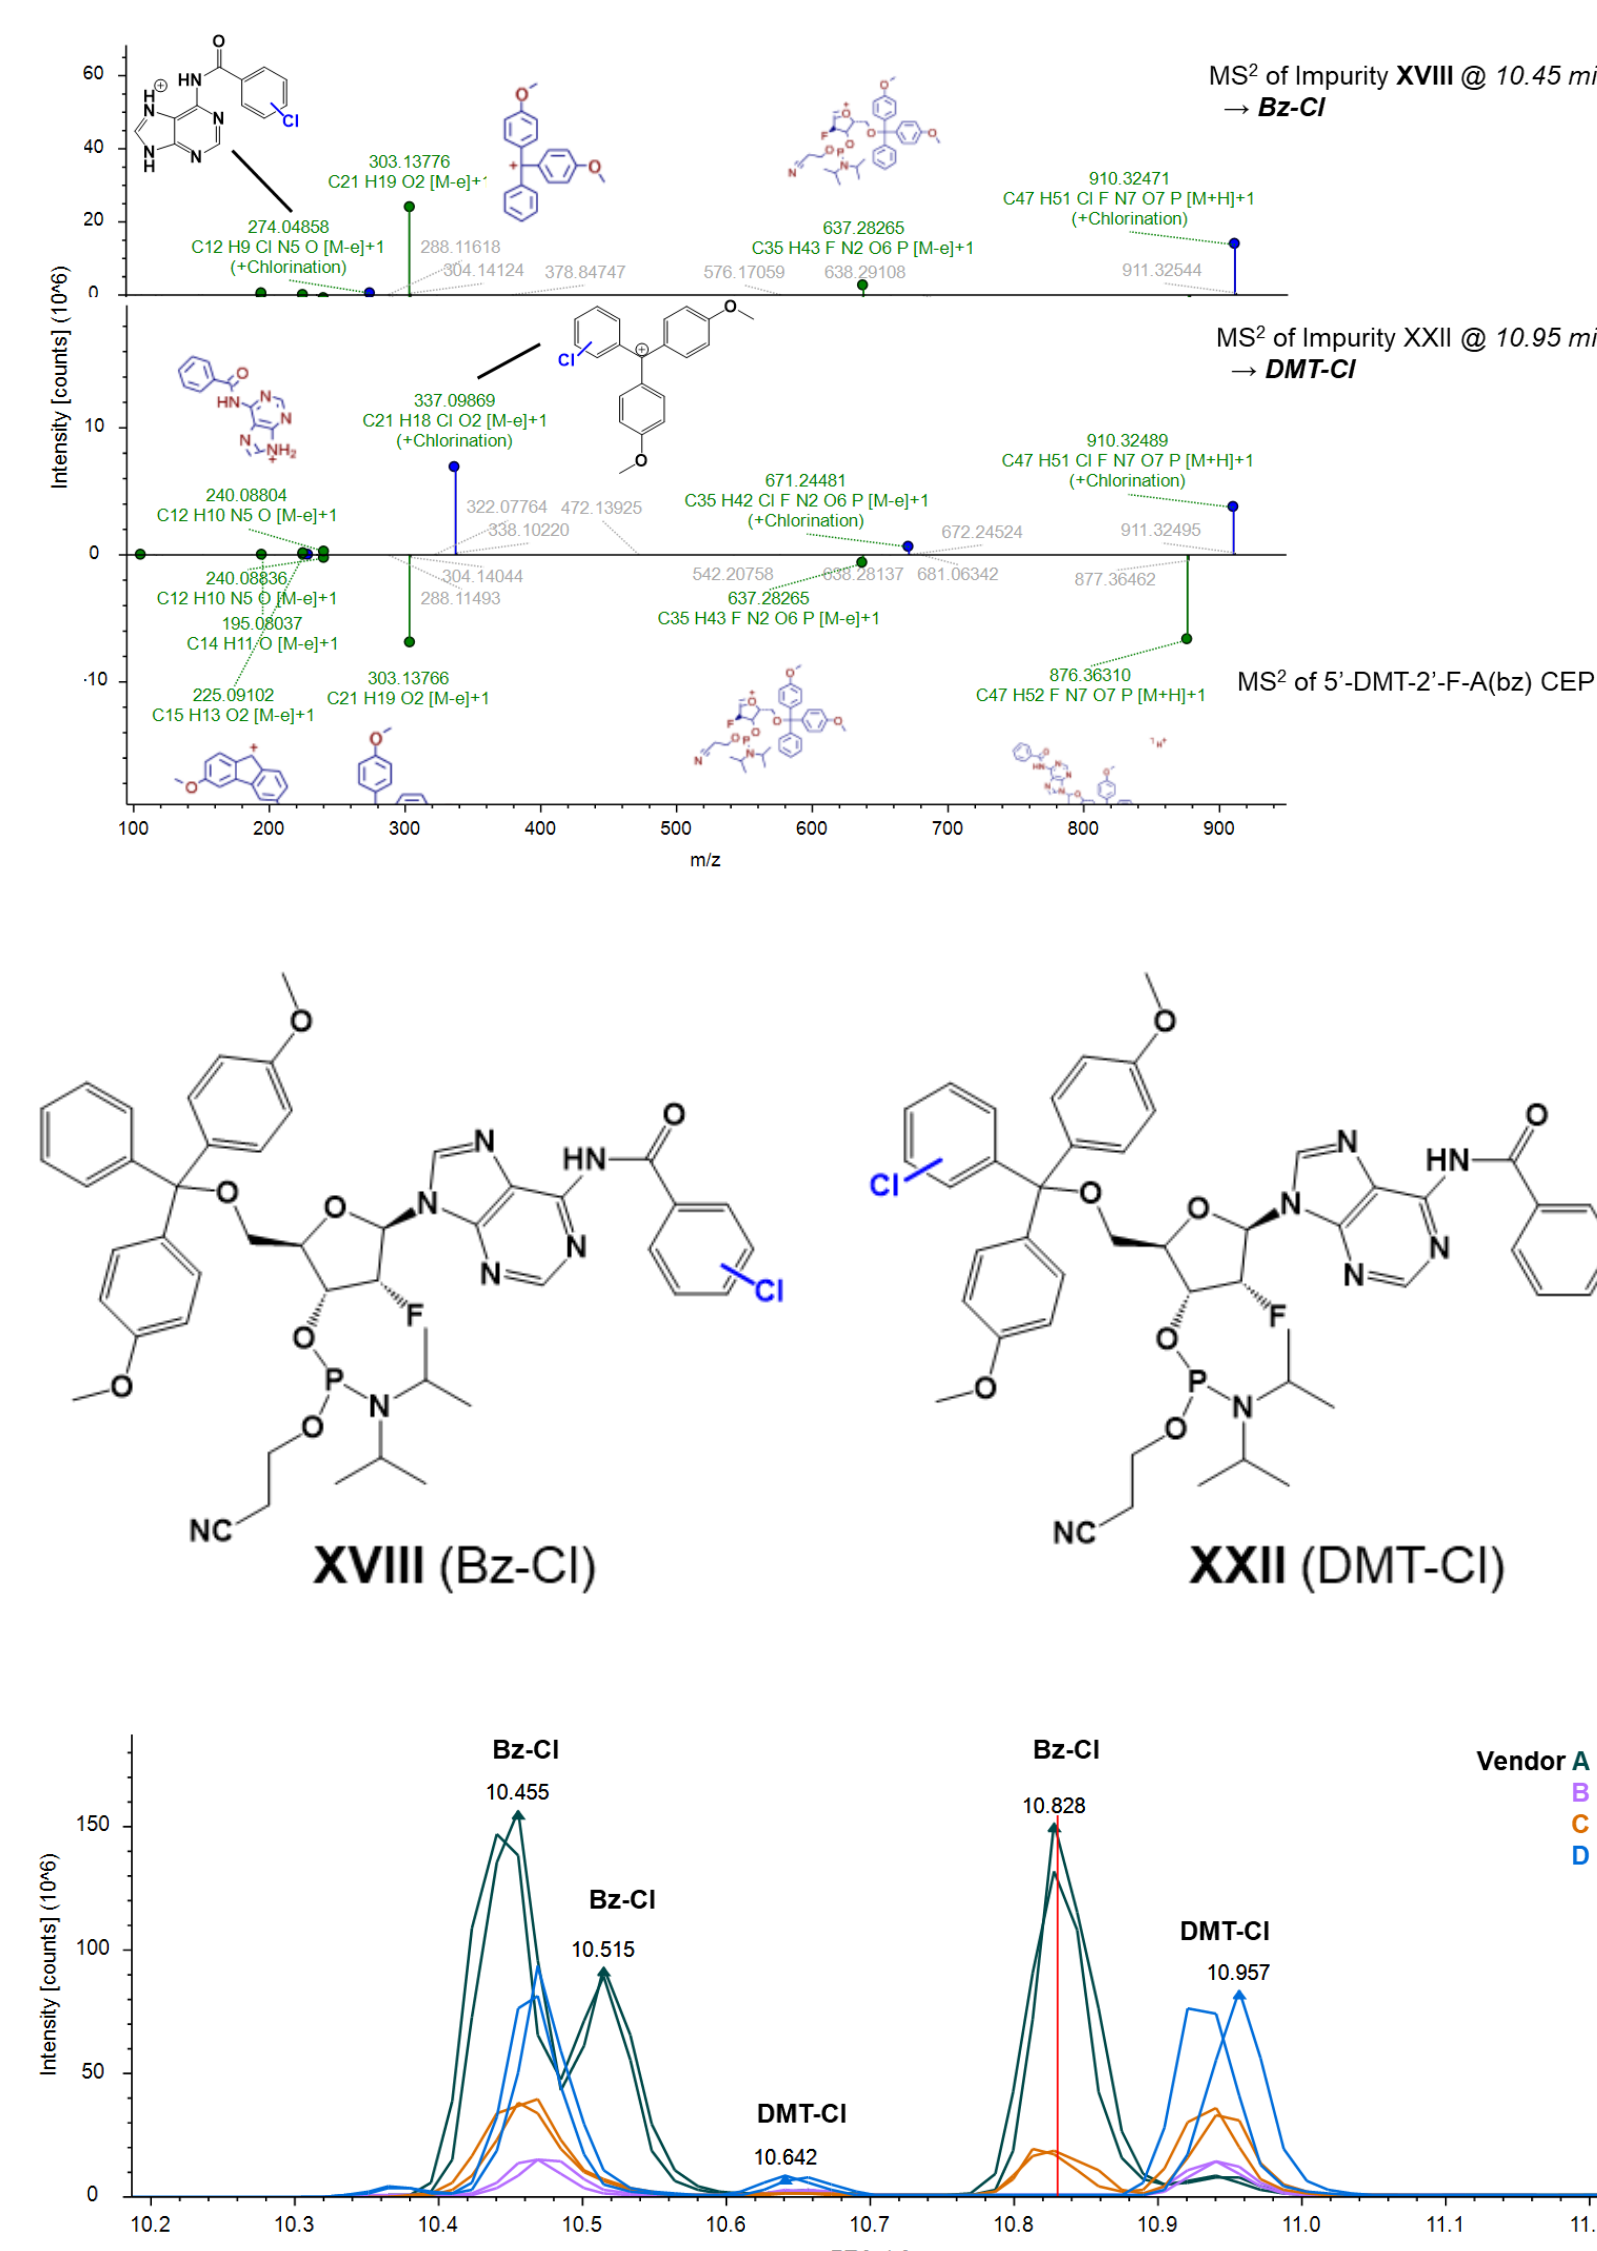 MS2 of Impurity XVIII @ 10.45 mi
→ Bz-Cl
60
40
20
0
O
HN
H
N
N
N
N
H
Cl
303.13776
C21 H19 O2 [M-e]+
274.04858
C12 H9 Cl N5 O [M-e]+1
(+Chlorination)
288.11618
304.14124
378.84747
576.17059
637.28265
C35 H43 F N2 O6 P [M-e]+1
638.29108
910.32471
C47 H51 Cl F N7 O7 P [M+H]+1
(+Chlorination)
911.32544
Intensity [counts] (10^6)
MS2 of Impurity XXII @ 10.95 mi
→ DMT-Cl
10
0
-10
Cl
O
O
337.09869
C21 H18 Cl O2 [M-e]+1
(+Chlorination)
240.08804
C12 H10 N5 O [M-e]+1
322.07764
338.10220
472.13925
671.24481
C35 H42 Cl F N2 O6 P [M-e]+1
(+Chlorination)
672.24524
910.32489
C47 H51 Cl F N7 O7 P [M+H]+1
(+Chlorination)
911.32495
240.08836
C12 H10 N5 O [M-e]+1
195.08037
C14 H11 O [M-e]+1
225.09102
C15 H13 O2 [M-e]+1
304.14044
288.11493
303.13766
C21 H19 O2 [M-e]+1
542.20758
638.28137
681.06342
637.28265
C35 H43 F N2 O6 P [M-e]+1
877.36462
876.36310
C47 H52 F N7 O7 P [M+H]+1
MS2 of 5'-DMT-2'-F-A(bz) CEP
100 200 300 400 500 600 700 800 900
m/z
O
O
O
O
O
P
O
N
F
N
N
N
N
HN
O
Cl
NC
XVIII (Bz-Cl)
O
Cl
O
O
O
O
P
O
N
F
N
N
N
N
HN
O
NC
XXII (DMT-Cl)
Vendor A
B
C
D
Bz-Cl
10.455
Bz-Cl
10.515
DMT-Cl
10.642
Bz-Cl
10.828
DMT-Cl
10.957
Intensity [counts] (10^6)
150
100
50
0
10.2 10.3 10.4 10.5 10.6 10.7 10.8 10.9 11.0 11.1 11.